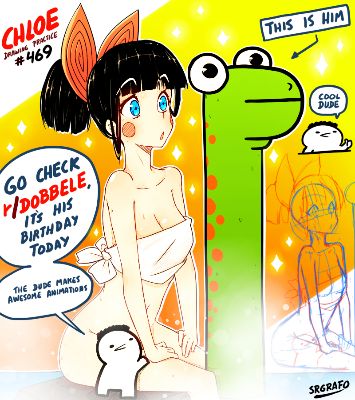 CHLOE
DRAWING PRACTICE
#469
THIS IS HIM
COOL
DUDE
GO CHECK
r/DOBBELE,
ITS HIS
BIRTHDAY
TODAY
THE DUDE MAKES
AWESOME ANIMATIONS
SRGRAFO